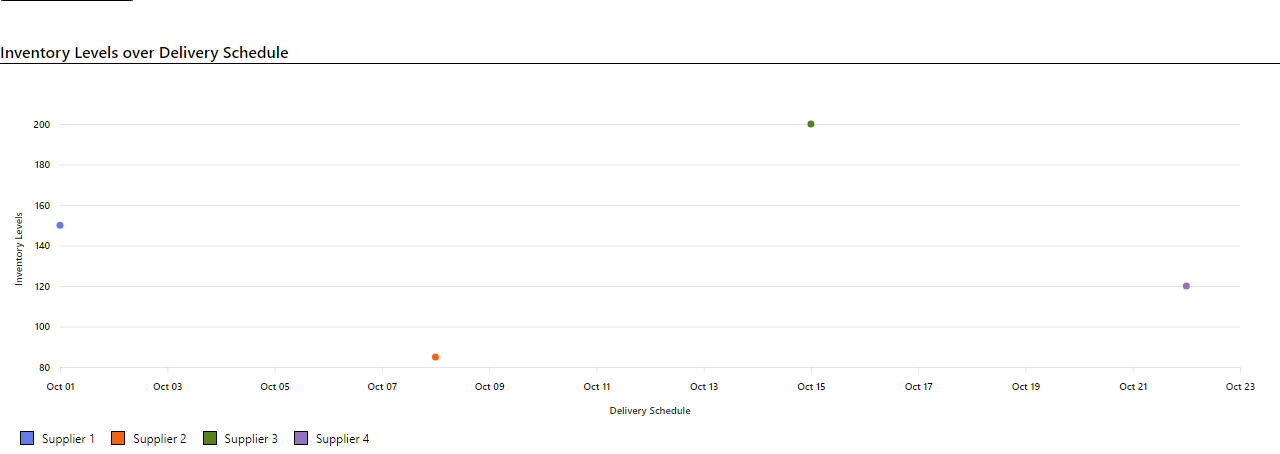 Inventory Levels over Delivery Schedule
200
180
160
140
120
100
80
Inventory Levels
Oct 01 Oct 03 Oct 05 Oct 07 Oct 09 Oct 11 Oct 13 Oct 15 Oct 17 Oct 19 Oct 21 Oct 23
Delivery Schedule
Supplier 1 Supplier 2 Supplier 3 Supplier 4